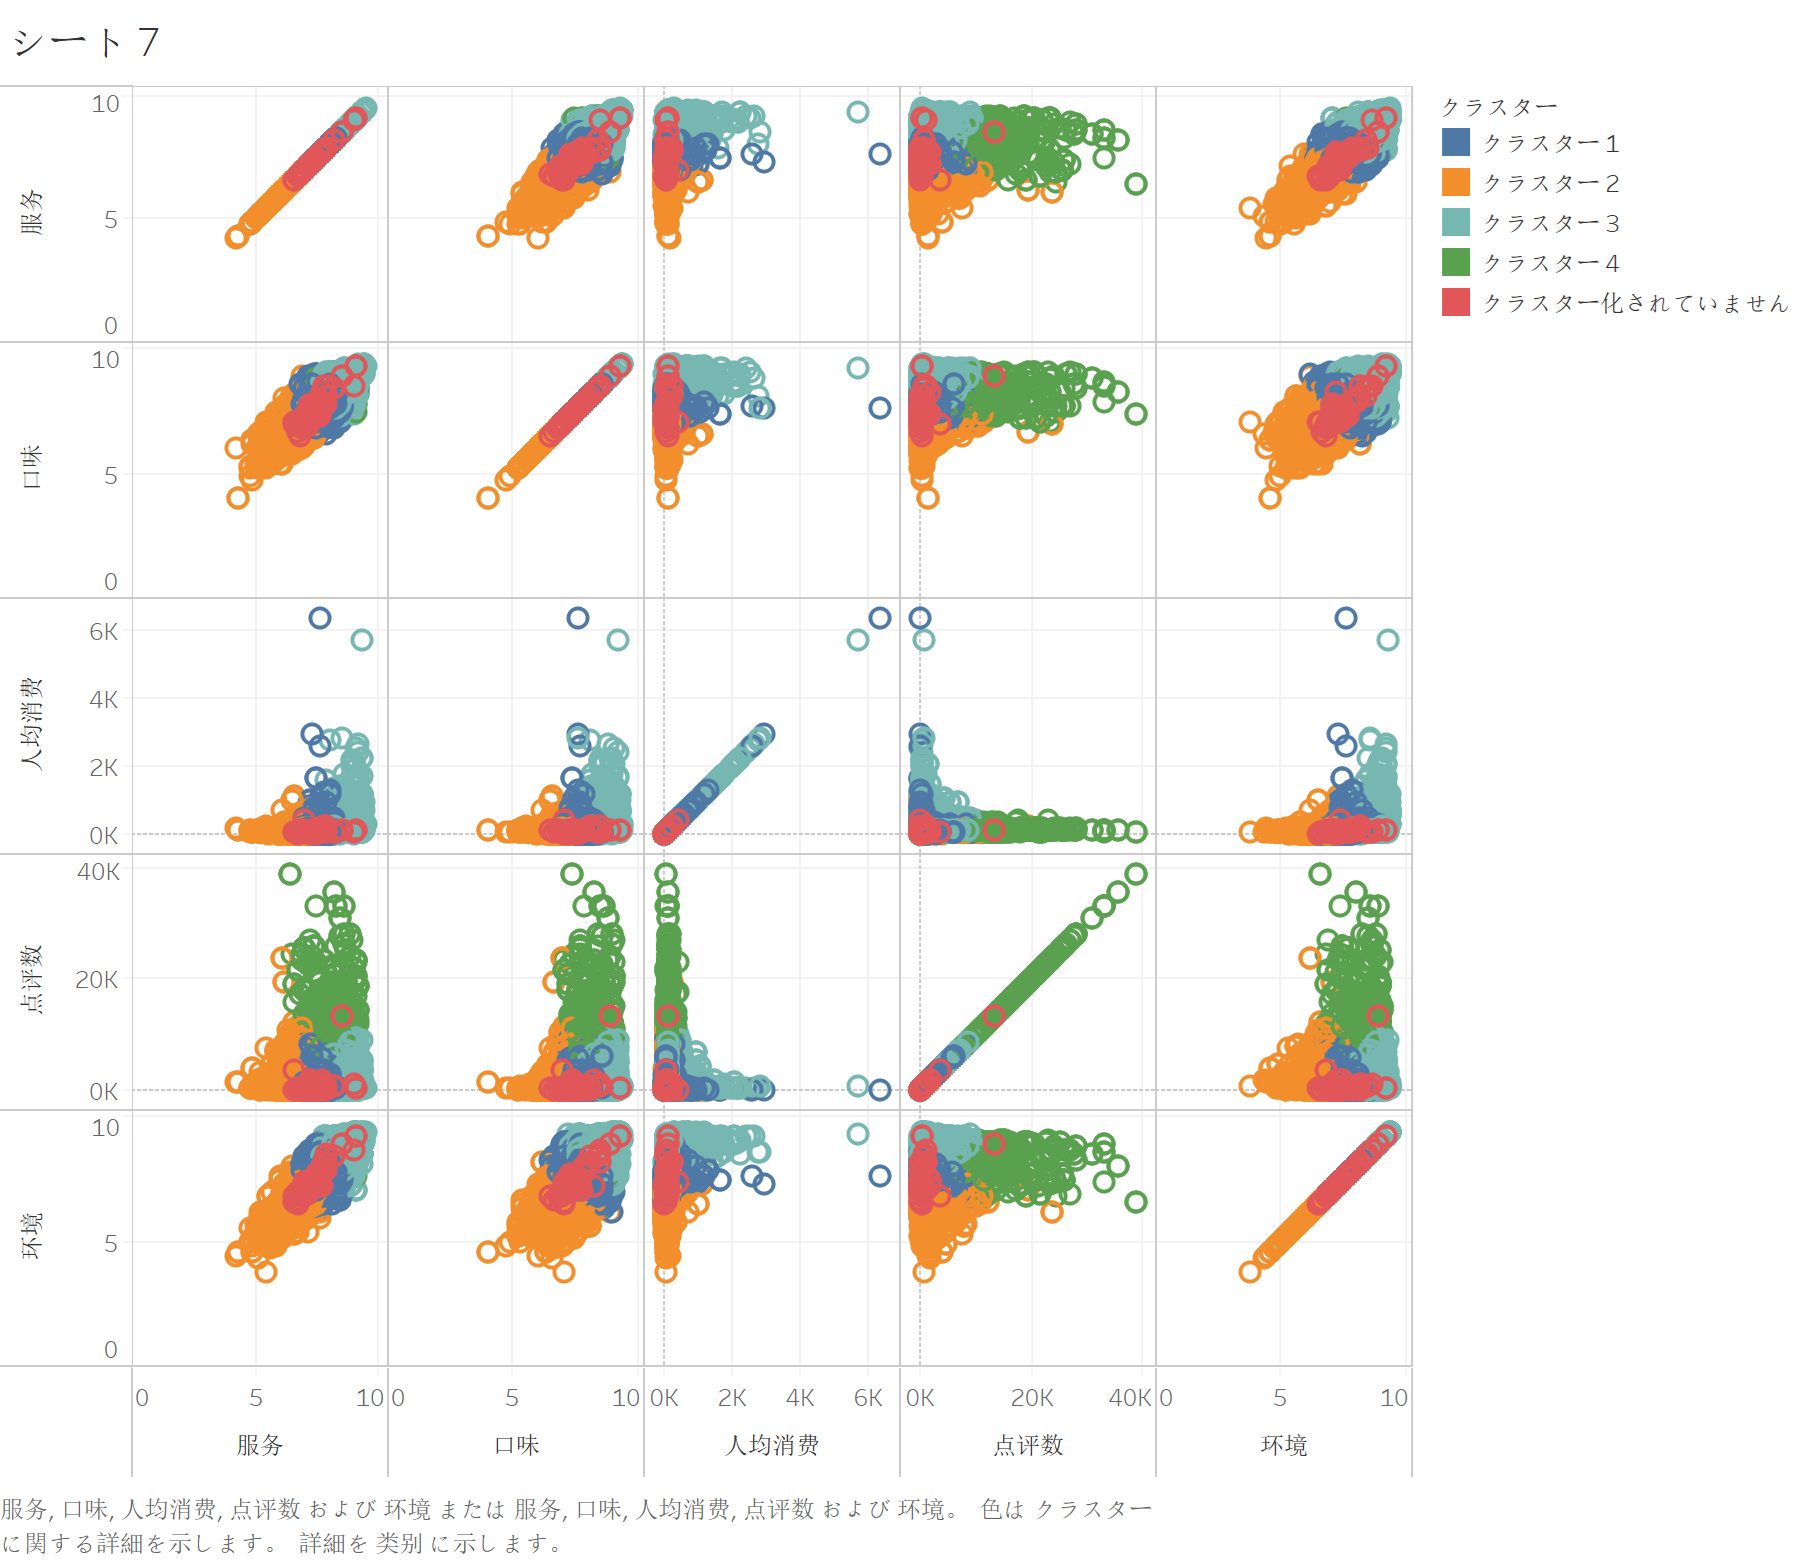 シート 7
クラスター
クラスター 1
クラスター 2
クラスター 3
クラスター 4
クラスター化されていません
10
服务
5
0
10
口味
5
0
6K
人均消费
4K
2K
0K
40K
点评数
20K
0K
10
环境
5
0
0 5 10 0 5 10 0K 2K 4K 6K 0K 20K 40K 0 5 10
服务 口味 人均消费 点评数 环境
服务, 口味, 人均消费, 点评数 および 环境 または 服务, 口味, 人均消费, 点评数 および 环境。 色は クラスター
に関する詳細を示します。 詳細を 类别 に示します。